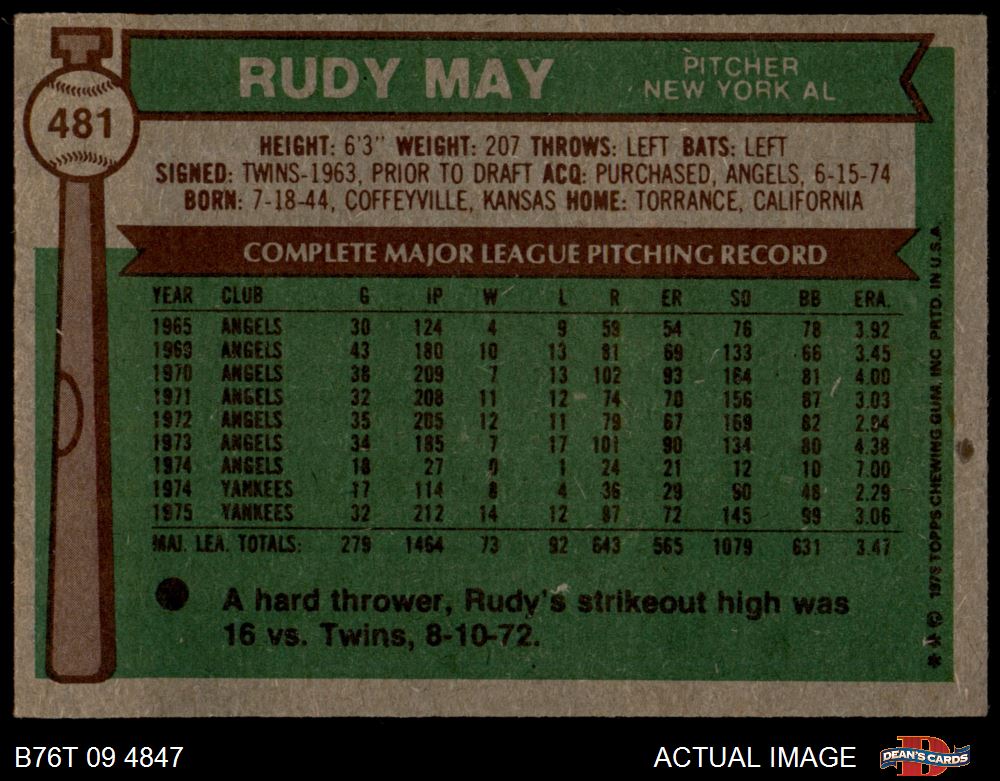 RUDY MAY
PITCHER
NEW YORK AL
481
HEIGHT: 6'3" WEIGHT: 207 THROWS: LEFT BATS: LEFT
SIGNED: TWINS-1963, PRIOR TO DRAFT ACQ: PURCHASED, ANGELS, 6-15-74
BORN: 7-18-44, COFFEYVILLE, KANSAS HOME: TORRANCE, CALIFORNIA
COMPLETE MAJOR LEAGUE PITCHING RECORD
YEAR CLUB G IP W L R ER SO BB ERA.
1965 ANGELS 30 124 4 9 59 54 76 78 3.92
1969 ANGELS 43 180 10 13 81 69 133 66 3.45
1970 ANGELS 38 209 7 13 102 93 164 81 4.00
1971 ANGELS 32 208 11 12 74 70 156 87 3.03
1972 ANGELS 35 205 12 11 79 67 169 82 2.94
1973 ANGELS 34 185 7 17 101 90 134 80 4.38
1974 ANGELS 18 27 0 1 24 21 12 10 7.00
1974 YANKEES 17 114 8 4 36 29 90 48 2.29
1975 YANKEES 32 212 14 12 87 72 145 99 3.06
MAJ. LEA. TOTALS: 279 1464 73 92 643 565 1079 631 3.47
A hard thrower, Rudy's strikeout high was
16 vs. Twins, 8-10-72.
** © 1976 TOPPS CHEWING GUM, INC PRTD. IN U.S.A.
B76T 09 4847
ACTUAL IMAGE
DEAN'S CARDS